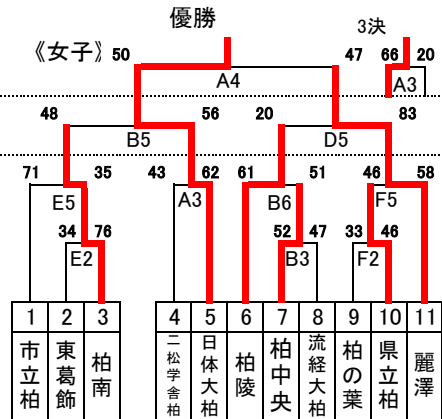 優勝
3決
《女子》 50 47 66 20
A4 A3
48 56 20 83
B5 D5
71 35 43 62 61 51 46 58
E5 A3 B6 F5
34 76 52 47 33 46
E2 B3 F2
1 2 3 4 5 6 7 8 9 10 11
市立柏
東葛飾
柏南
二松学舎柏
日体大柏
柏陵
柏中央
流経大柏
柏の葉
県立柏
麗澤